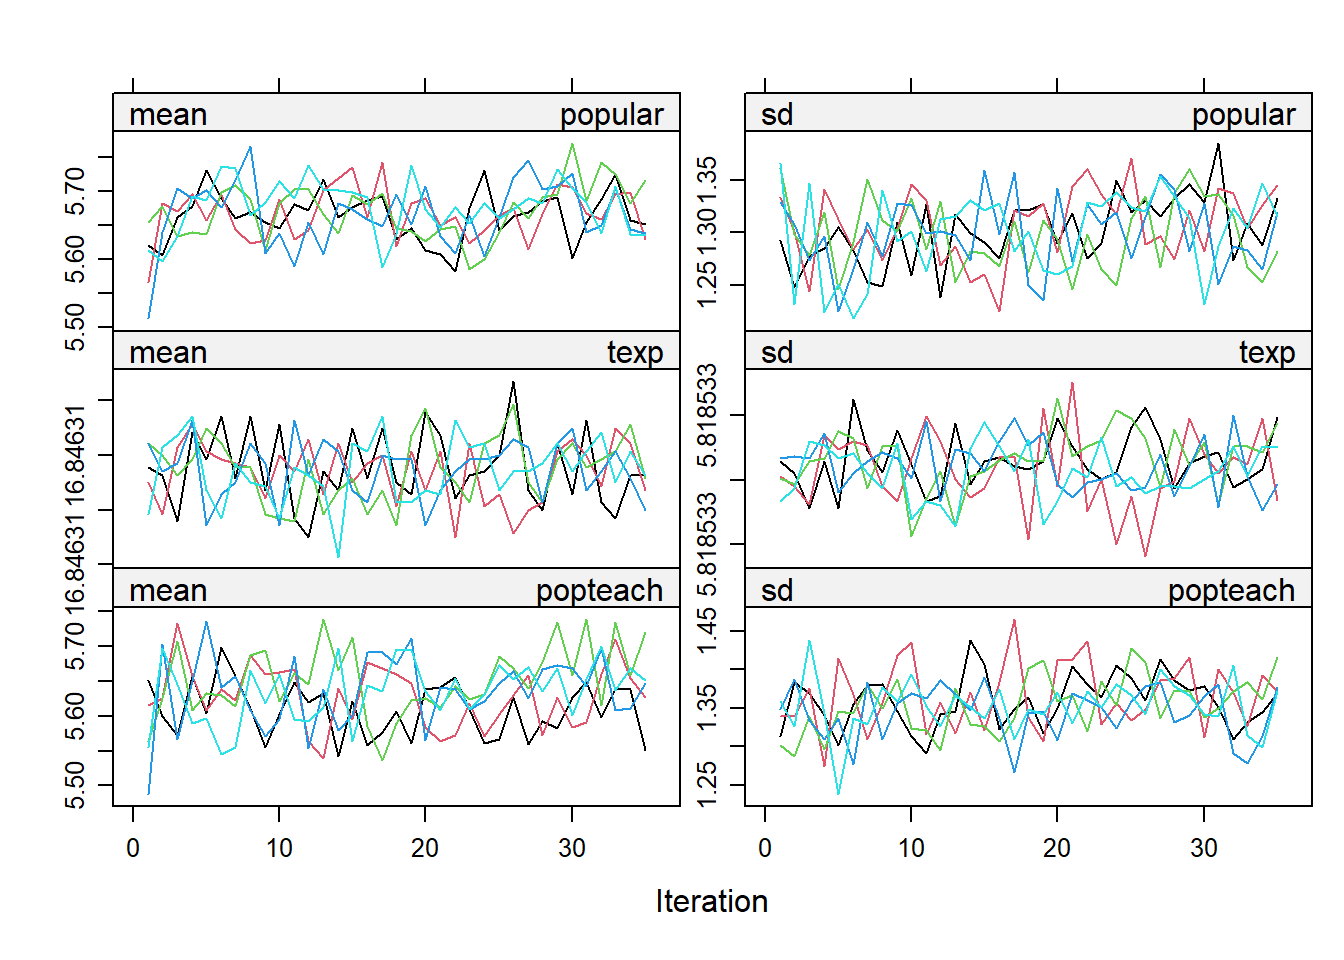 mean popular
sd popular
5.70
5.60
5.50
1.35
1.30
1.25
mean texp
sd texp
16.84631
16.84631
5.818533
5.818533
mean popteach
sd popteach
5.70
5.60
5.50
1.45
1.35
1.25
0 10 20 30
0 10 20 30
Iteration